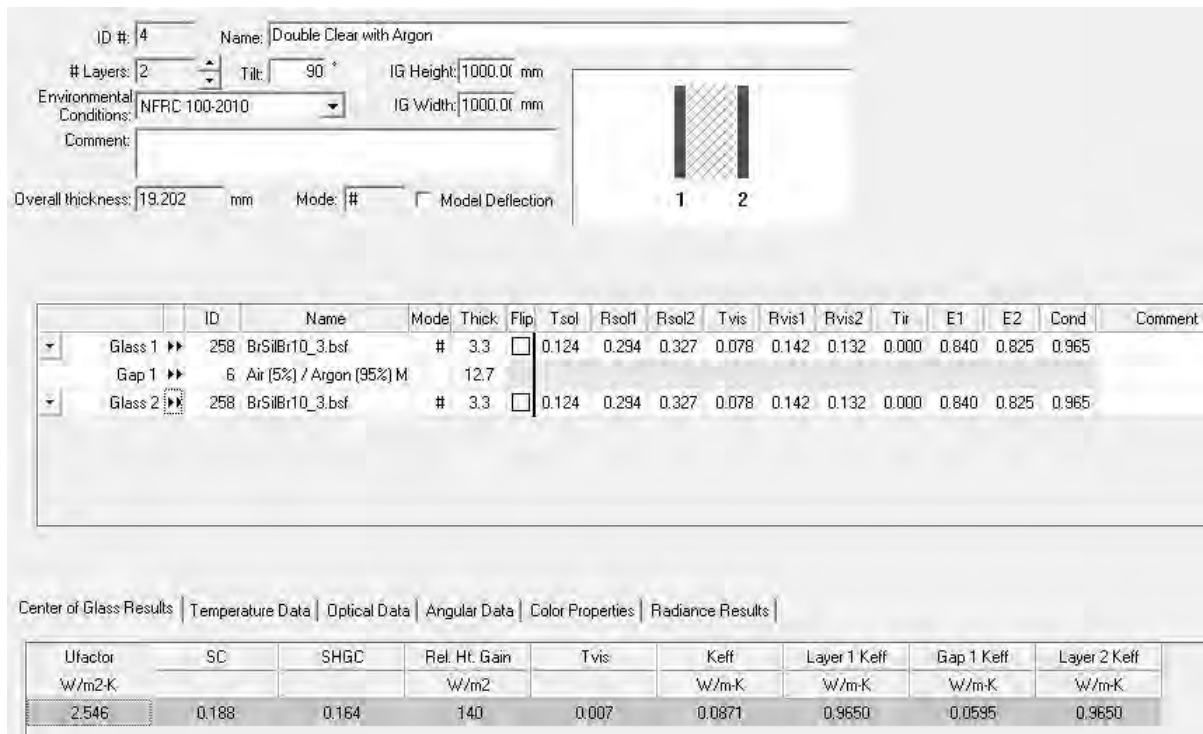 ID #: 4 Name: Double Clear with Argon
# Layers: 2 Tilt: 90 ° IG Height: 1000.0( mm
Environmental Conditions: NFRC 100-2010 IG Width: 1000.0( mm
Comment:
Overall thickness: 19.202 mm Mode: # Model Deflection
1 2
ID Name Mode Thick Flip Tsol Rsol1 Rsol2 Tvis Rvis1 Rvis2 Tir E1 E2 Cond Comment
Glass 1 258 BrSilBr10_3.bsf # 3.3 0.124 0.294 0.327 0.078 0.142 0.132 0.000 0.840 0.825 0.965
Gap 1 6 Air (5%) / Argon (95%) M 12.7
Glass 2 258 BrSilBr10_3.bsf # 3.3 0.124 0.294 0.327 0.078 0.142 0.132 0.000 0.840 0.825 0.965
Center of Glass Results Temperature Data Optical Data Angular Data Color Properties Radiance Results
Ufactor SC SHGC Rel. Ht. Gain Tvis Keff Layer 1 Keff Gap 1 Keff Layer 2 Keff
W/m2-K W/m2 W/m-K W/m-K W/m-K W/m-K
2.546 0.188 0.164 140 0.007 0.0871 0.9650 0.0595 0.9650